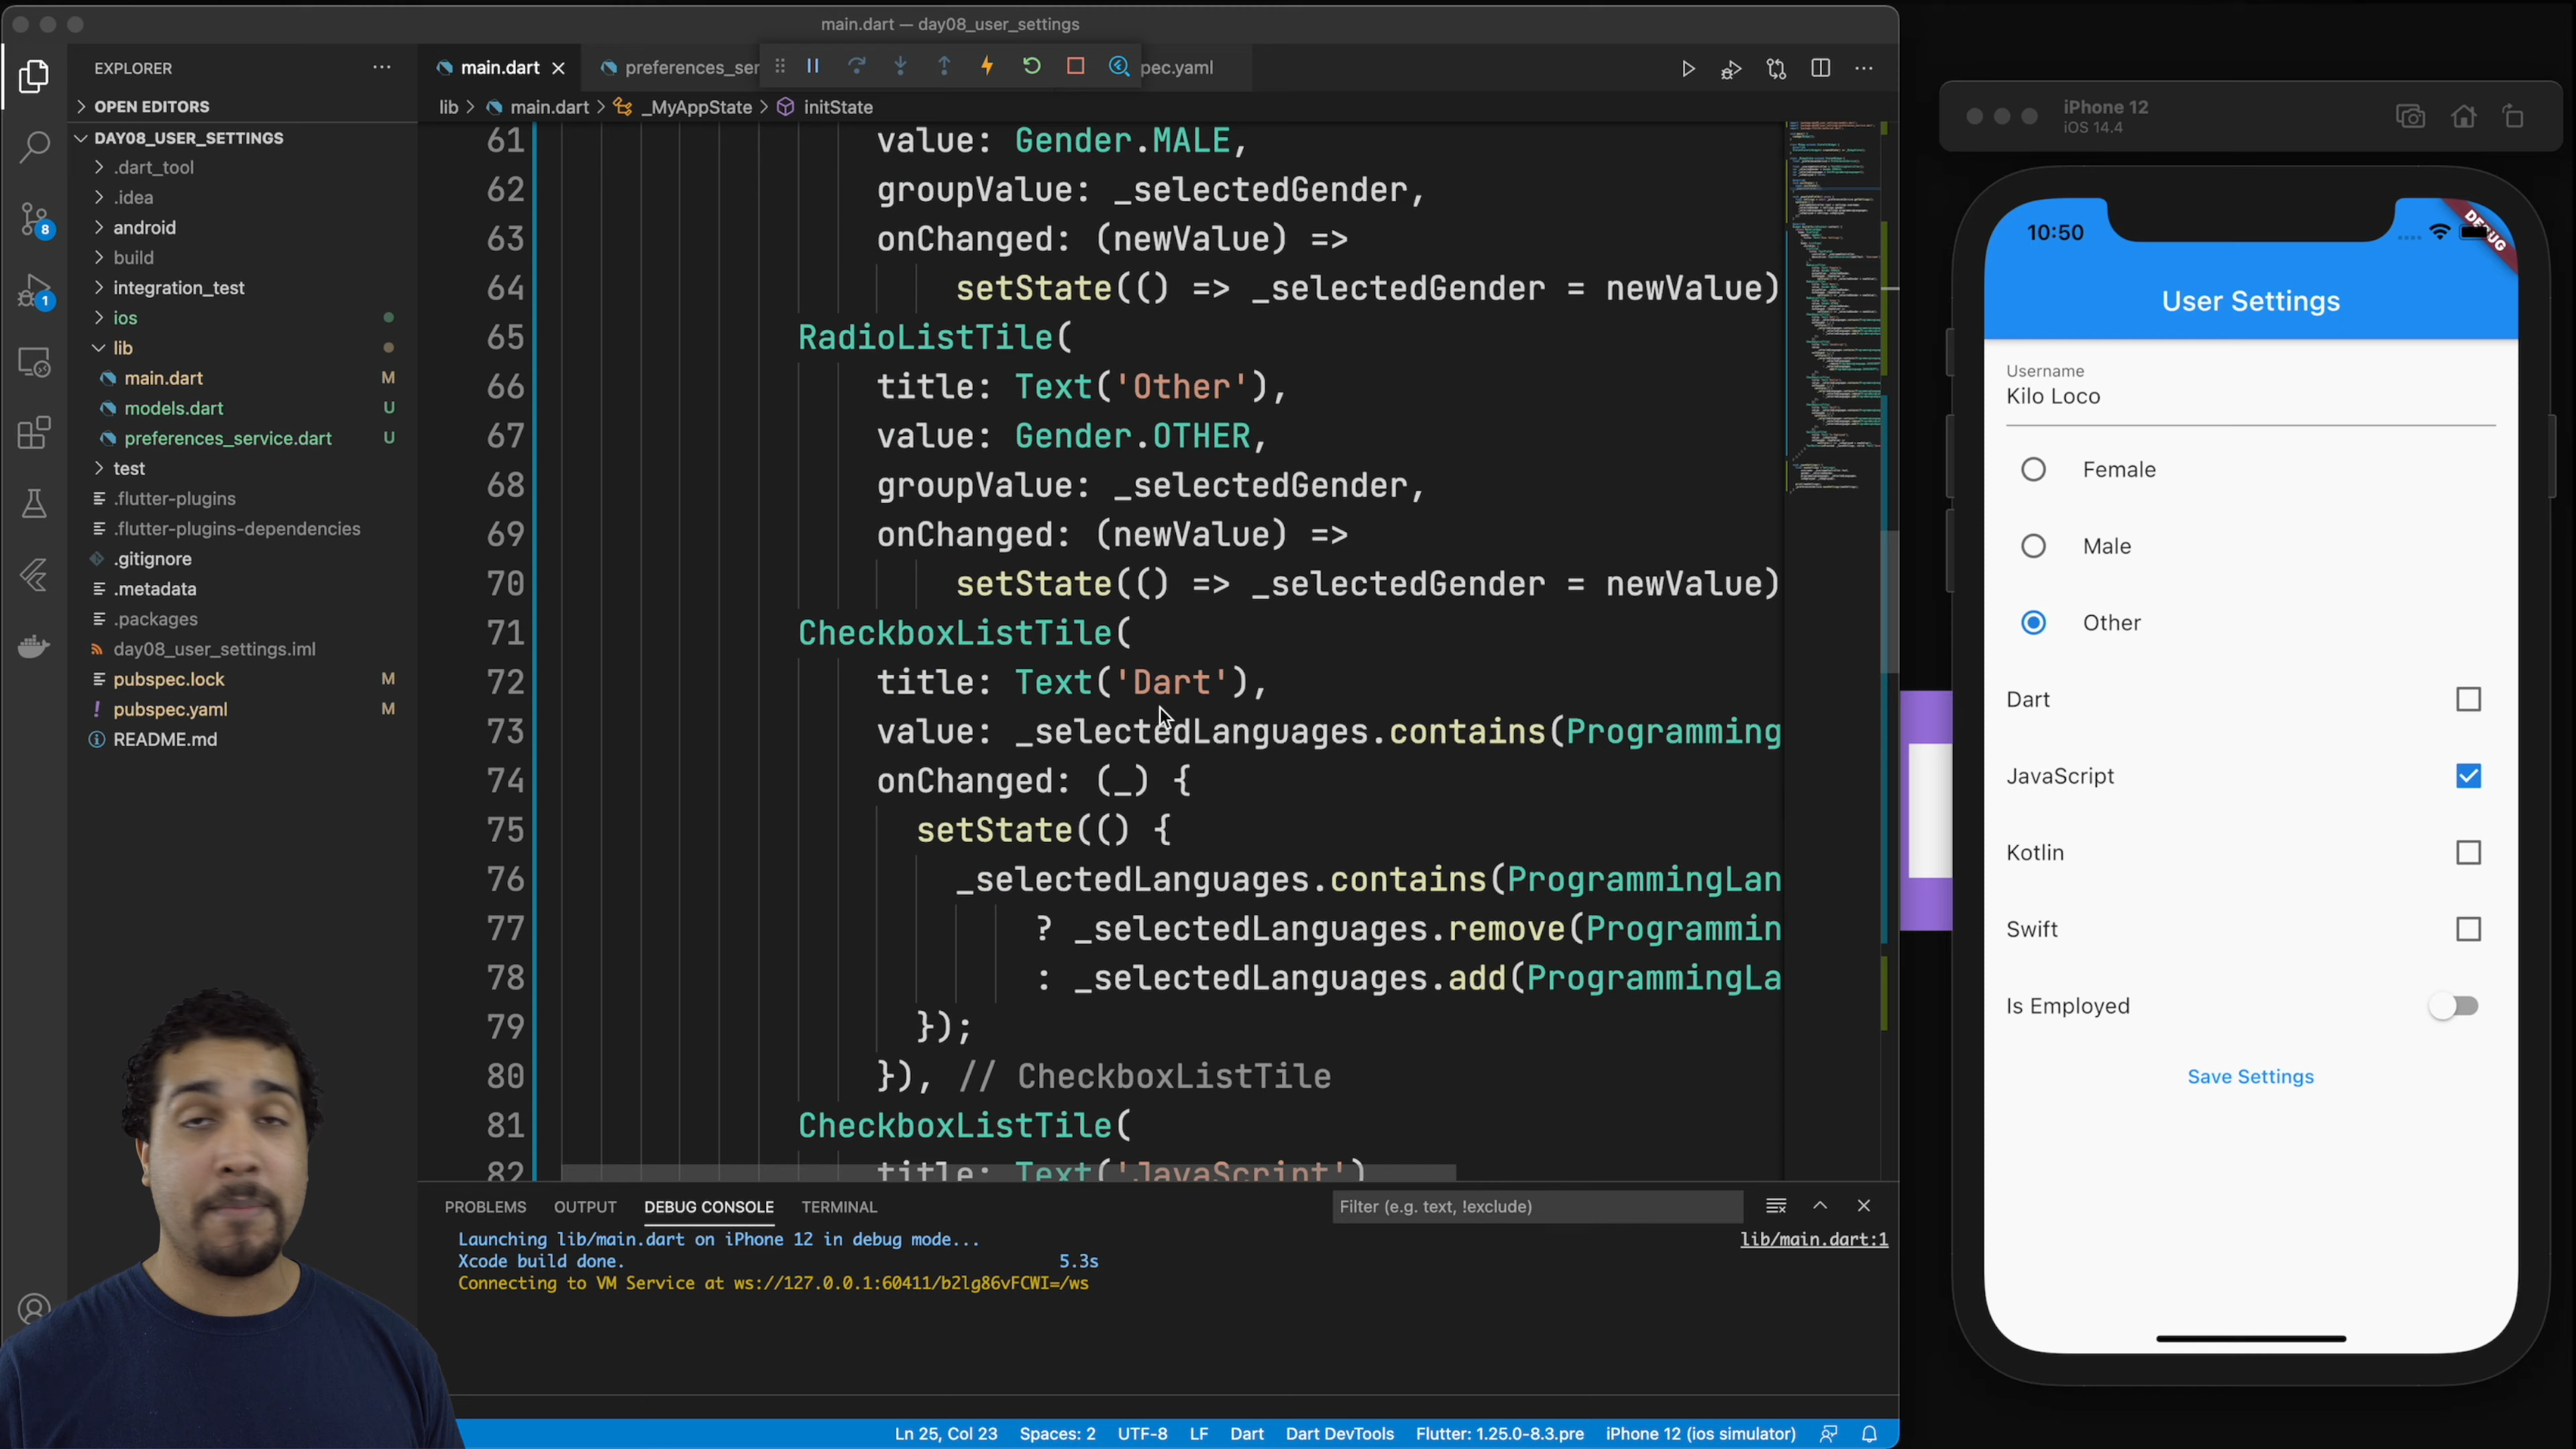 main.dart — day08_user_settings
EXPLORER
OPEN EDITORS
DAY08_USER_SETTINGS
.dart_tool
.idea
android
build
integration_test
ios
lib
main.dart M
models.dart U
preferences_service.dart U
test
.flutter-plugins
.flutter-plugins-dependencies
.gitignore
.metadata
.packages
day08_user_settings.iml
pubspec.lock M
pubspec.yaml M
README.md
8
1
main.dart
preferences_ser
pec.yaml
lib > main.dart > _MyAppState > initState
61 value: Gender.MALE,
62 groupValue: _selectedGender,
63 onChanged: (newValue) =>
64 setState(() => _selectedGender = newValue)
65 RadioListTile(
66 title: Text('Other'),
67 value: Gender.OTHER,
68 groupValue: _selectedGender,
69 onChanged: (newValue) =>
70 setState(() => _selectedGender = newValue)
71 CheckboxListTile(
72 title: Text('Dart'),
73 value: _selectedLanguages.contains(Programming
74 onChanged: (_) {
75 setState(() {
76 _selectedLanguages.contains(ProgrammingLan
77 ? _selectedLanguages.remove(Programmin
78 : _selectedLanguages.add(ProgrammingLa
79 });
80 }), // CheckboxListTile
81 CheckboxListTile(
82 title: Text('JavaScript')
PROBLEMS OUTPUT DEBUG CONSOLE TERMINAL
Filter (e.g. text, !exclude)
Launching lib/main.dart on iPhone 12 in debug mode...
lib/main.dart:1
Xcode build done. 5.3s
Connecting to VM Service at ws://127.0.0.1:60411/b2lg86vFCWI=/ws
Ln 25, Col 23 Spaces: 2 UTF-8 LF Dart Dart DevTools Flutter: 1.25.0-8.3.pre iPhone 12 (ios simulator)
iPhone 12
iOS 14.4
10:50
DEBUG
User Settings
Username
Kilo Loco
Female
Male
Other
Dart
JavaScript
Kotlin
Swift
Is Employed
Save Settings